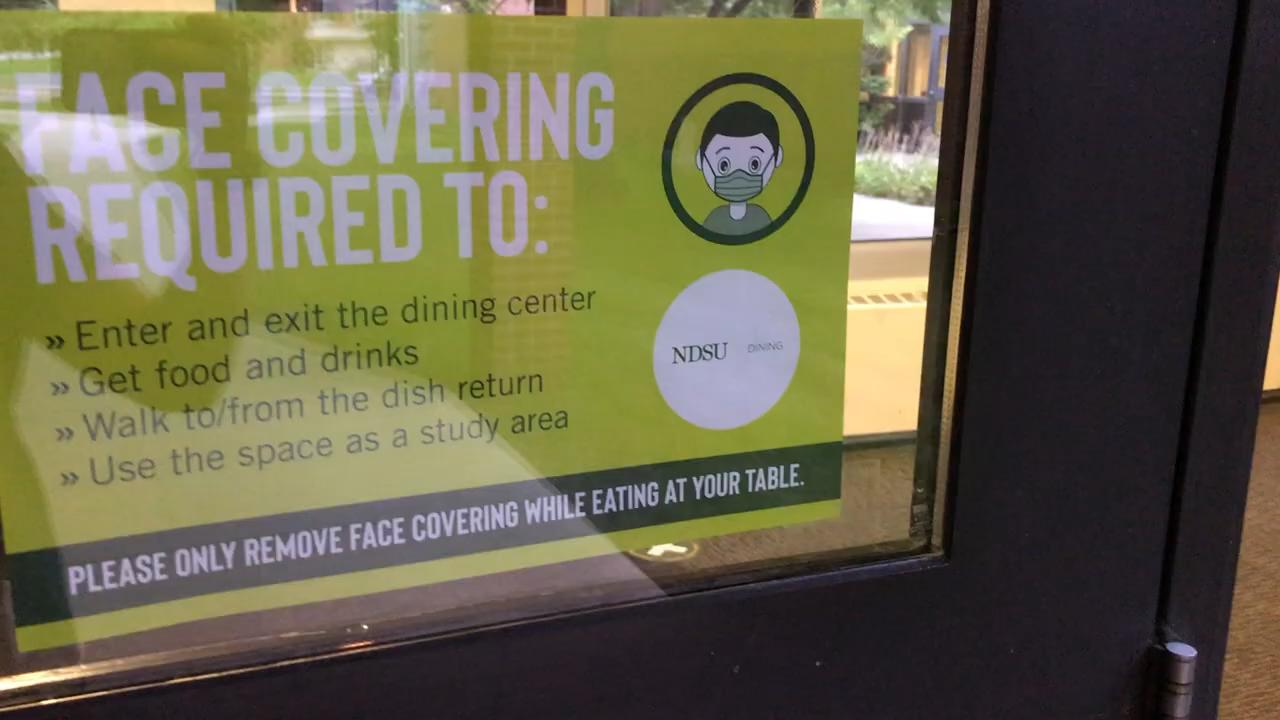 FACE COVERING
REQUIRED TO:
» Enter and exit the dining center
» Get food and drinks
» Walk to/from the dish return
» Use the space as a study area
NDSU DINING
PLEASE ONLY REMOVE FACE COVERING WHILE EATING AT YOUR TABLE.